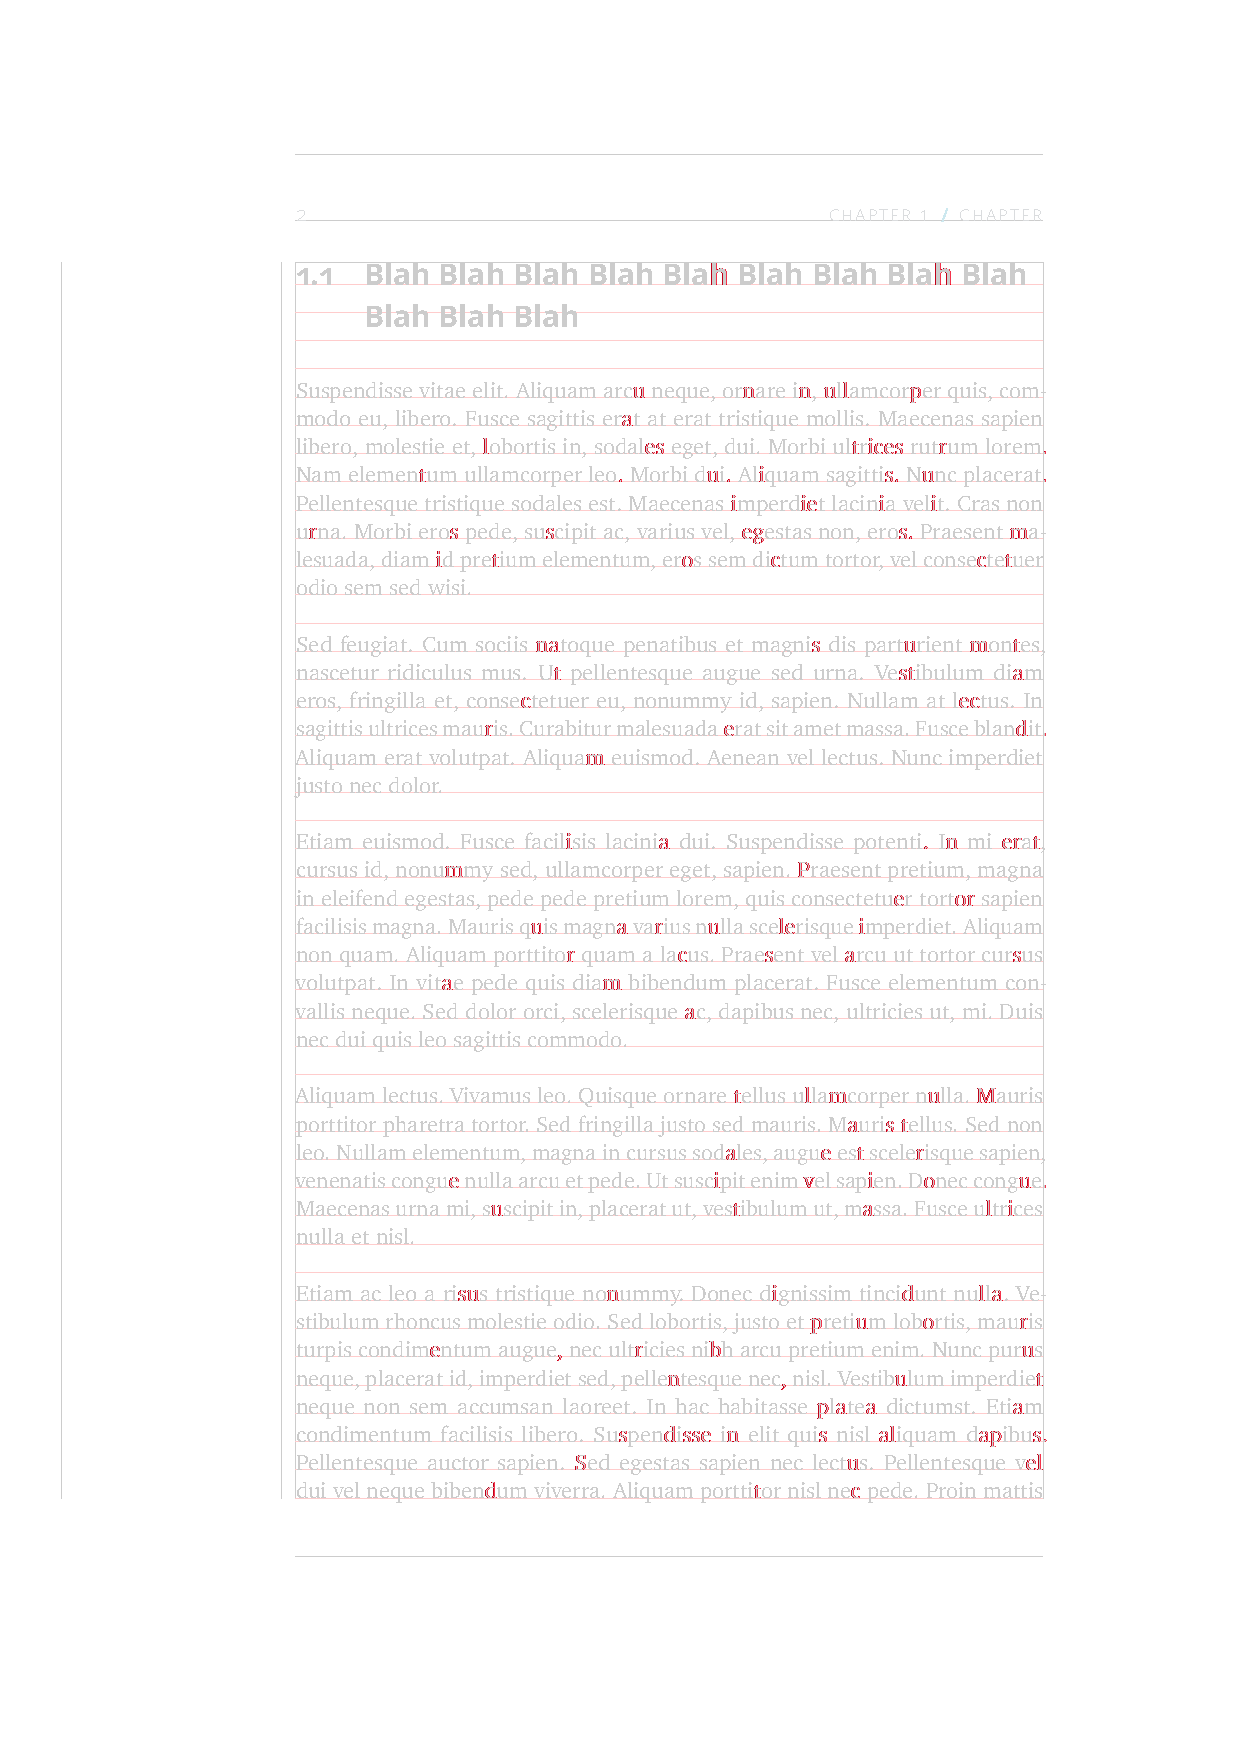 2 CHAPTER 1 / CHAPTER
1.1 Blah Blah Blah Blah Blah Blah Blah Blah Blah
Blah Blah Blah
Suspendisse vitae elit. Aliquam arcu neque, ornare in, ullamcorper quis, com-
modo eu, libero. Fusce sagittis erat at erat tristique mollis. Maecenas sapien
libero, molestie et, lobortis in, sodales eget, dui. Morbi ultrices rutrum lorem.
Nam elementum ullamcorper leo. Morbi dui. Aliquam sagittis. Nunc placerat.
Pellentesque tristique sodales est. Maecenas imperdiet lacinia velit. Cras non
urna. Morbi eros pede, suscipit ac, varius vel, egestas non, eros. Praesent ma-
lesuada, diam id pretium elementum, eros sem dictum tortor, vel consectetuer
odio sem sed wisi.
Sed feugiat. Cum sociis natoque penatibus et magnis dis parturient montes,
nascetur ridiculus mus. Ut pellentesque augue sed urna. Vestibulum diam
eros, fringilla et, consectetuer eu, nonummy id, sapien. Nullam at lectus. In
sagittis ultrices mauris. Curabitur malesuada erat sit amet massa. Fusce blandit.
Aliquam erat volutpat. Aliquam euismod. Aenean vel lectus. Nunc imperdiet
justo nec dolor.
Etiam euismod. Fusce facilisis lacinia dui. Suspendisse potenti. In mi erat,
cursus id, nonummy sed, ullamcorper eget, sapien. Praesent pretium, magna
in eleifend egestas, pede pede pretium lorem, quis consectetuer tortor sapien
facilisis magna. Mauris quis magna varius nulla scelerisque imperdiet. Aliquam
non quam. Aliquam porttitor quam a lacus. Praesent vel arcu ut tortor cursus
volutpat. In vitae pede quis diam bibendum placerat. Fusce elementum con-
vallis neque. Sed dolor orci, scelerisque ac, dapibus nec, ultricies ut, mi. Duis
nec dui quis leo sagittis commodo.
Aliquam lectus. Vivamus leo. Quisque ornare tellus ullamcorper nulla. Mauris
porttitor pharetra tortor. Sed fringilla justo sed mauris. Mauris tellus. Sed non
leo. Nullam elementum, magna in cursus sodales, augue est scelerisque sapien,
venenatis congue nulla arcu et pede. Ut suscipit enim vel sapien. Donec congue.
Maecenas urna mi, suscipit in, placerat ut, vestibulum ut, massa. Fusce ultrices
nulla et nisl.
Etiam ac leo a risus tristique nonummy. Donec dignissim tincidunt nulla. Ve-
stibulum rhoncus molestie odio. Sed lobortis, justo et pretium lobortis, mauris
turpis condimentum augue, nec ultricies nibh arcu pretium enim. Nunc purus
neque, placerat id, imperdiet sed, pellentesque nec, nisl. Vestibulum imperdiet
neque non sem accumsan laoreet. In hac habitasse platea dictumst. Etiam
condimentum facilisis libero. Suspendisse in elit quis nisl aliquam dapibus.
Pellentesque auctor sapien. Sed egestas sapien nec lectus. Pellentesque vel
dui vel neque bibendum viverra. Aliquam porttitor nisl nec pede. Proin mattis